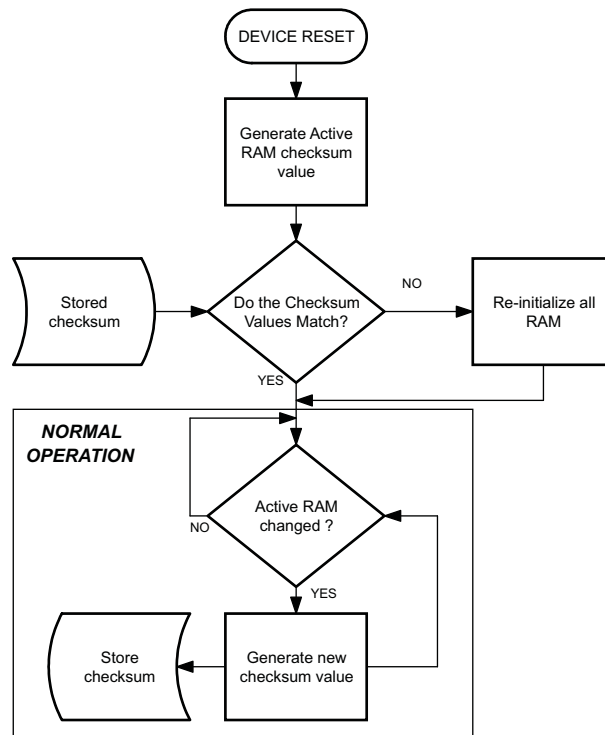 DEVICE RESET
Generate Active
RAM checksum
value
Stored
checksum
Do the Checksum
Values Match?
NO
Re-initialize all
RAM
YES
NORMAL
OPERATION
Active RAM
changed ?
NO
YES
Store
checksum
Generate new
checksum value